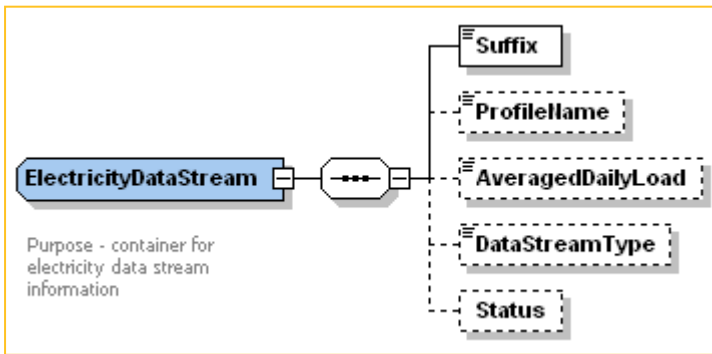 Suffix
ProfileName
ElectricityDataStream
AveragedDailyLoad
Purpose - container for
electricity data stream
information
DataStreamType
Status